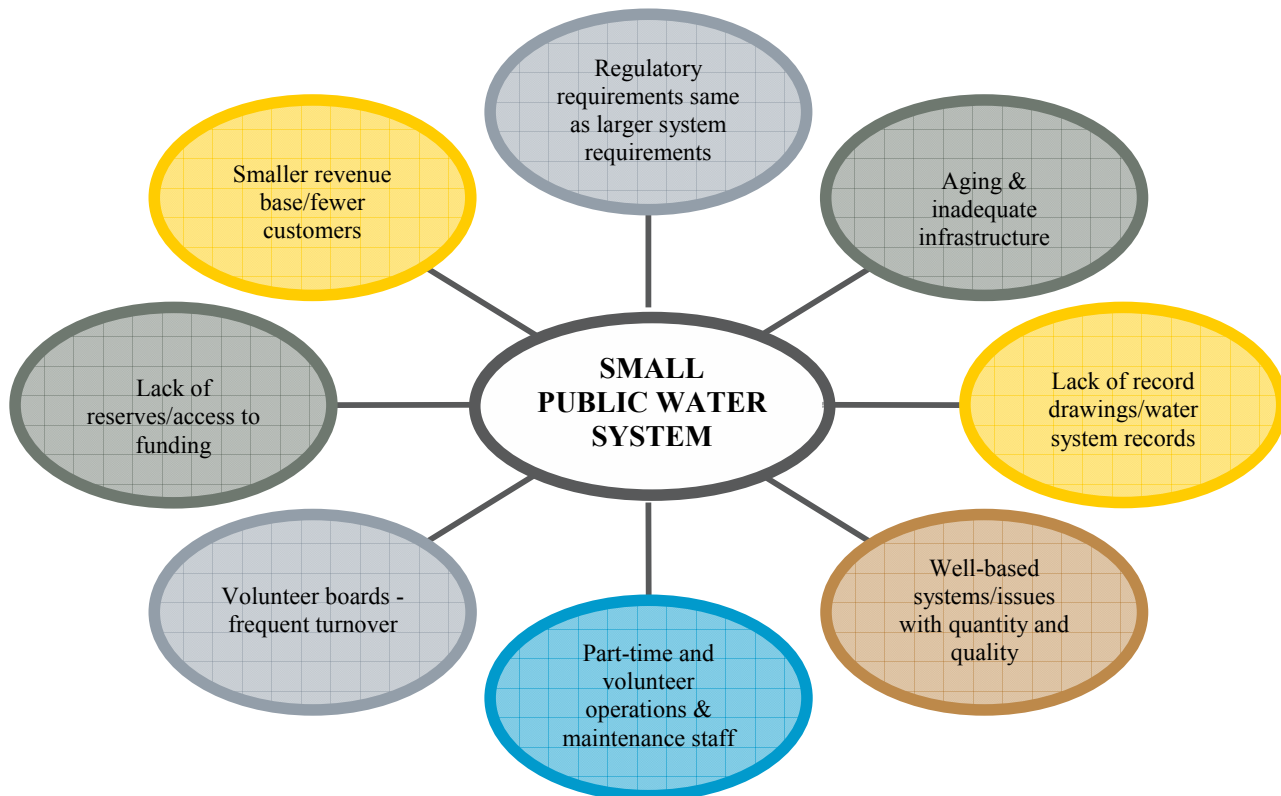 Regulatory
requirements same
as larger system
requirements
Smaller revenue
base/fewer
customers
Aging &
inadequate
infrastructure
Lack of
reserves/access to
funding
SMALL
PUBLIC WATER
SYSTEM
Lack of record
drawings/water
system records
Volunteer boards -
frequent turnover
Well-based
systems/issues
with quantity and
quality
Part-time and
volunteer
operations &
maintenance staff